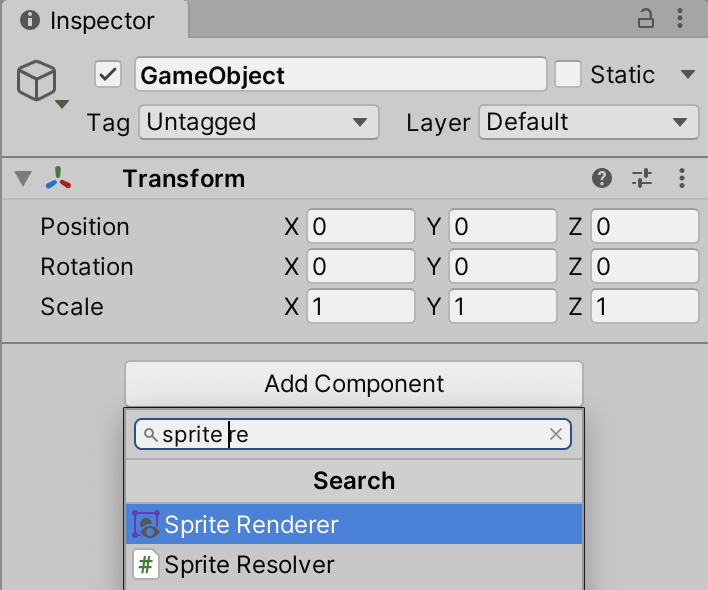 Inspector
GameObject Static
Tag Untagged Layer Default
Transform
Position X 0 Y 0 Z 0
Rotation X 0 Y 0 Z 0
Scale X 1 Y 1 Z 1
Add Component
sprite re
Search
Sprite Renderer
# Sprite Resolver